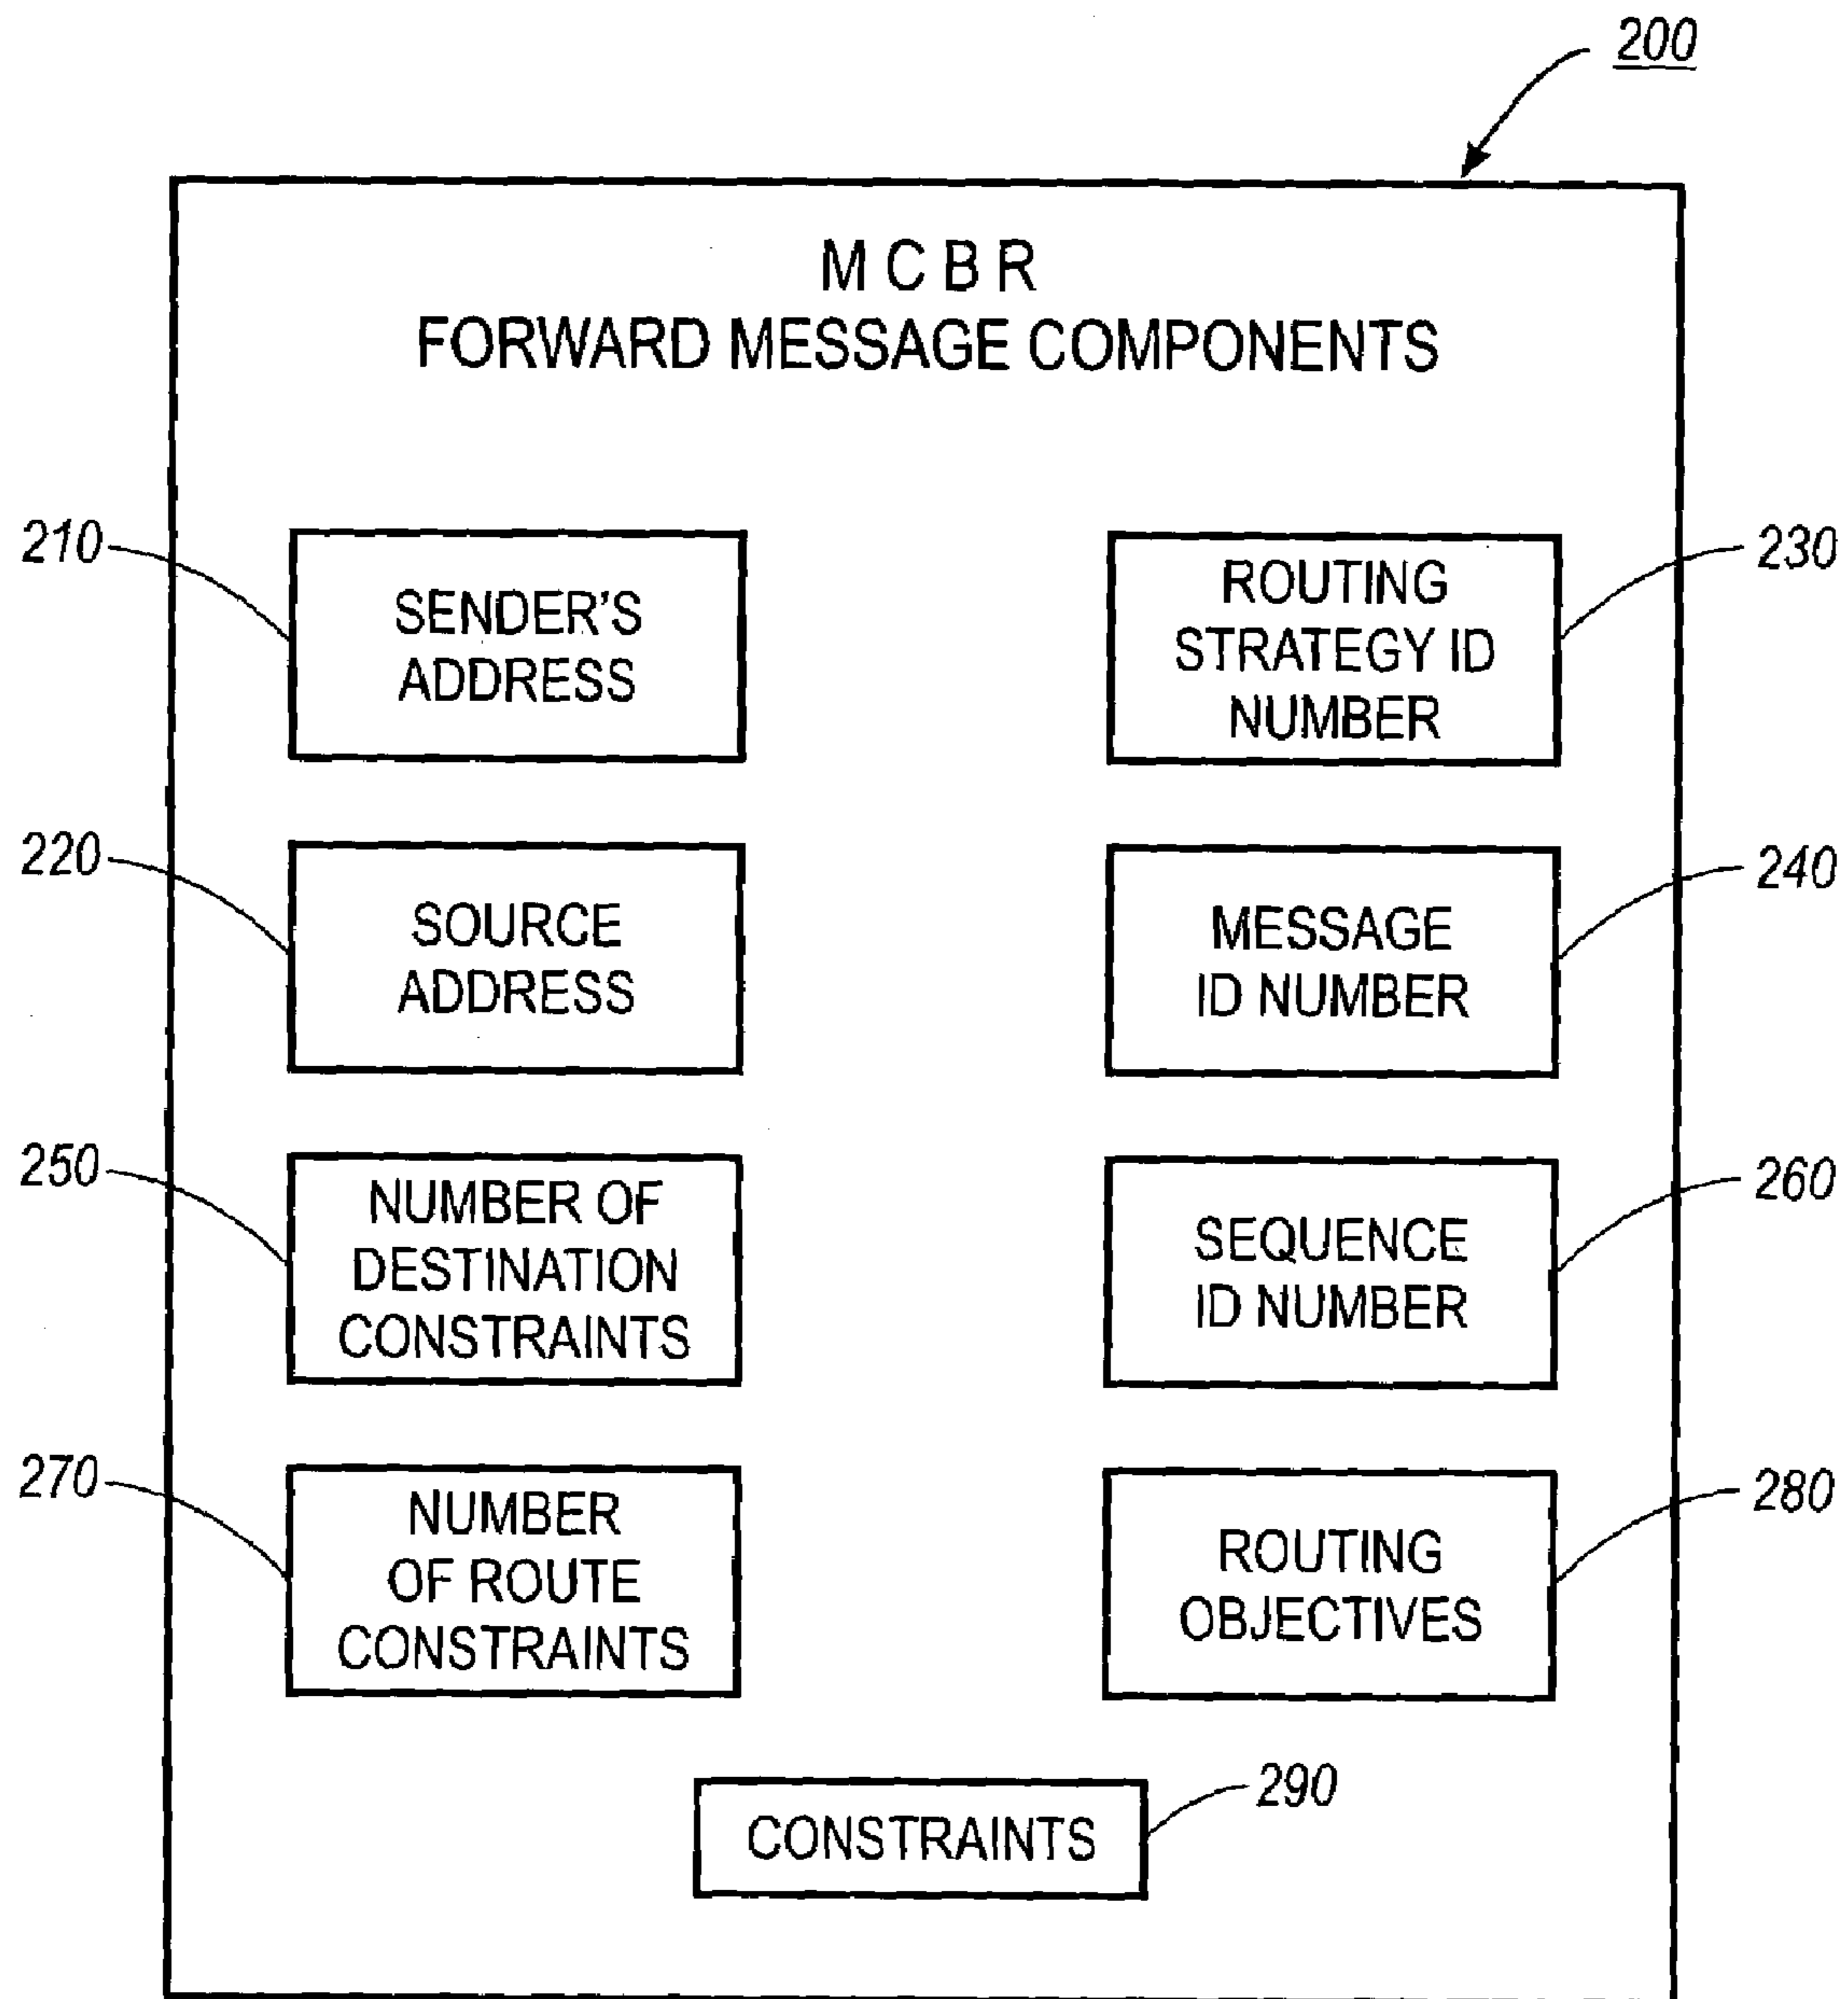 200
M C B R
FORWARD MESSAGE COMPONENTS
210
SENDER'S
ADDRESS
ROUTING
STRATEGY ID
NUMBER
230
220
SOURCE
ADDRESS
MESSAGE
ID NUMBER
240
250
NUMBER OF
DESTINATION
CONSTRAINTS
SEQUENCE
ID NUMBER
260
270
NUMBER
OF ROUTE
CONSTRAINTS
ROUTING
OBJECTIVES
280
CONSTRAINTS
290